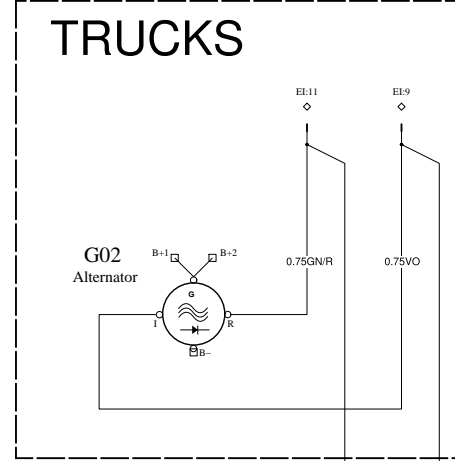 TRUCKS
EI:11
EI:9
G02
Alternator
B+1
B+2
0.75GN/R
0.75VO
G
I
R
B−